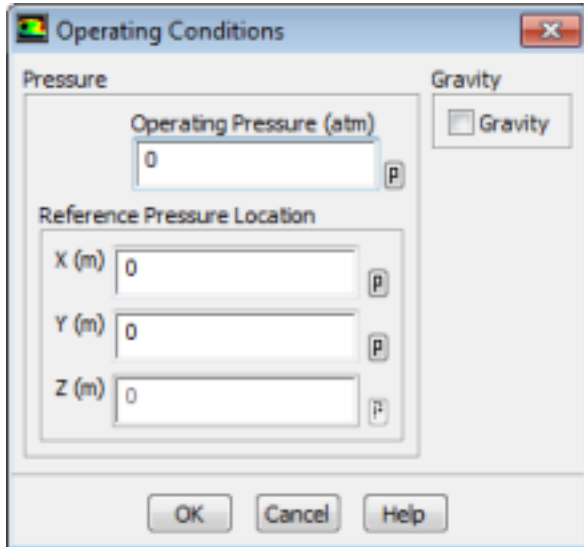 Operating Conditions
Pressure
Operating Pressure (atm)
0
P
Reference Pressure Location
X (m) 0 P
Y (m) 0 P
Z (m) 0 P
Gravity
Gravity
OK Cancel Help